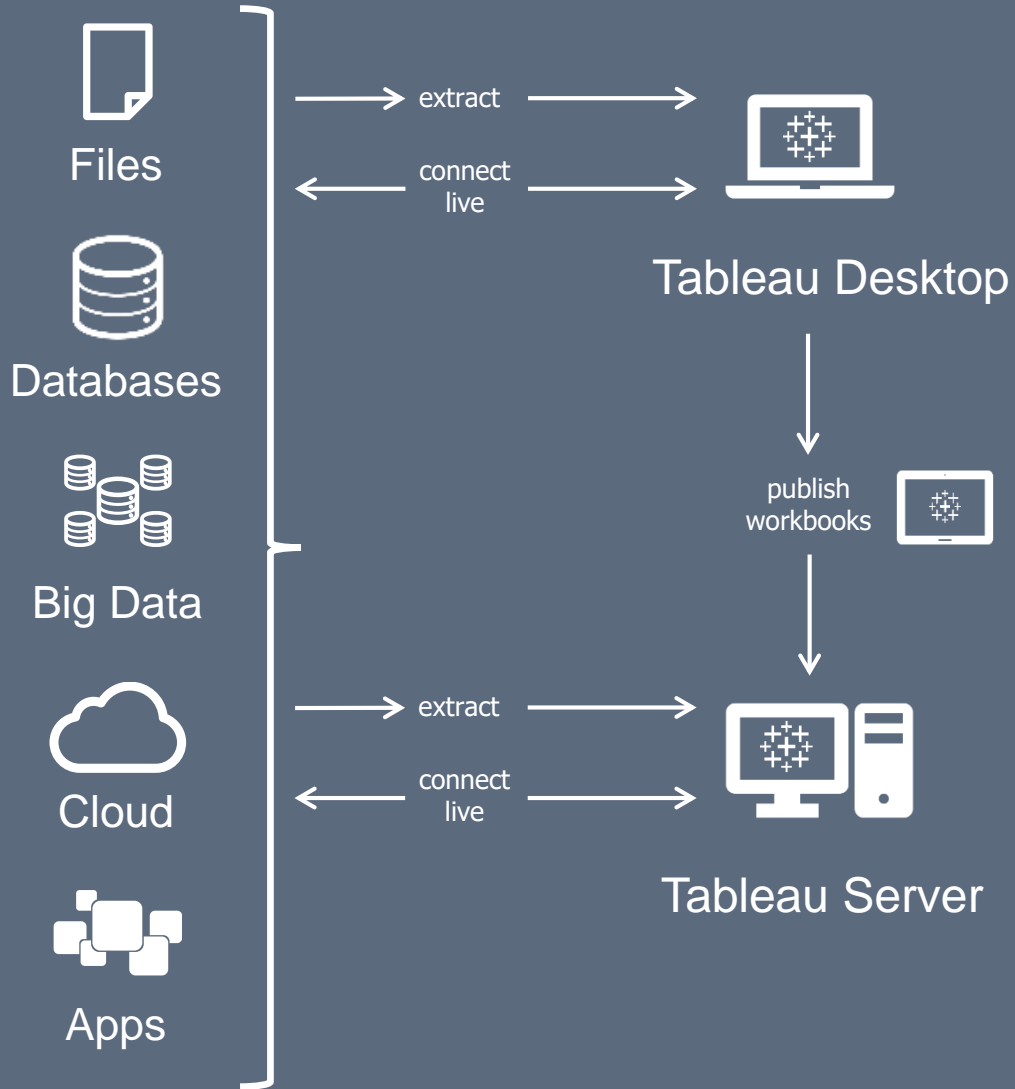 Files
Databases
Big Data
Cloud
Apps
extract
connect
live
Tableau Desktop
publish
workbooks
extract
connect
live
Tableau Server